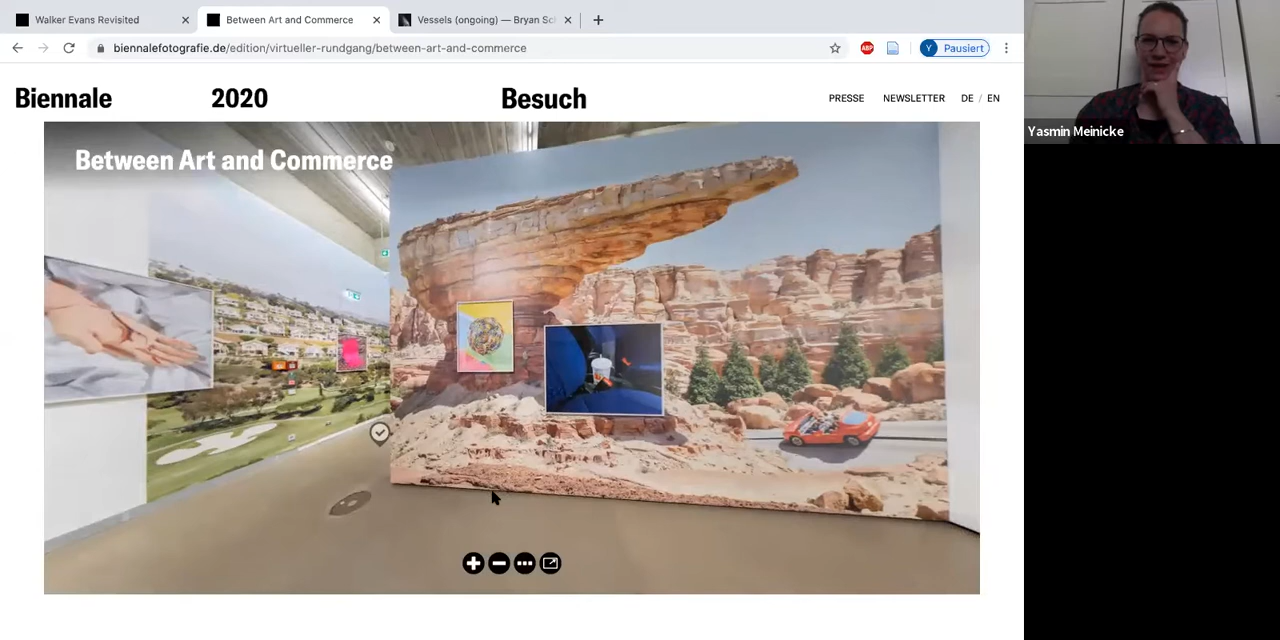 Walker Evans Revisited
Between Art and Commerce
Vessels (ongoing) — Bryan Sc
biennalefotografie.de/edition/virtueller-rundgang/between-art-and-commerce
ABP
Y Pausiert
Biennale 2020 Besuch PRESSE NEWSLETTER DE / EN
Between Art and Commerce
Yasmin Meinicke